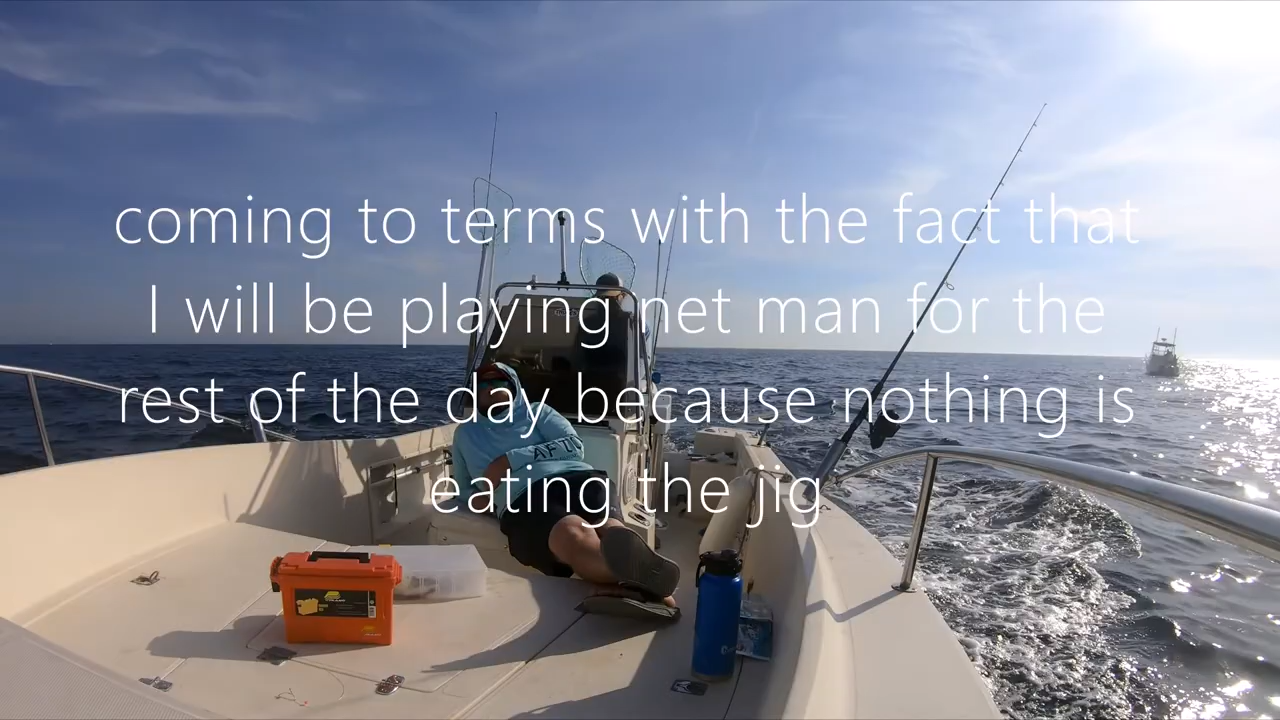 coming to terms with the fact that
I will be playing net man for the
rest of the day because nothing is
eating the jig
AFTCO